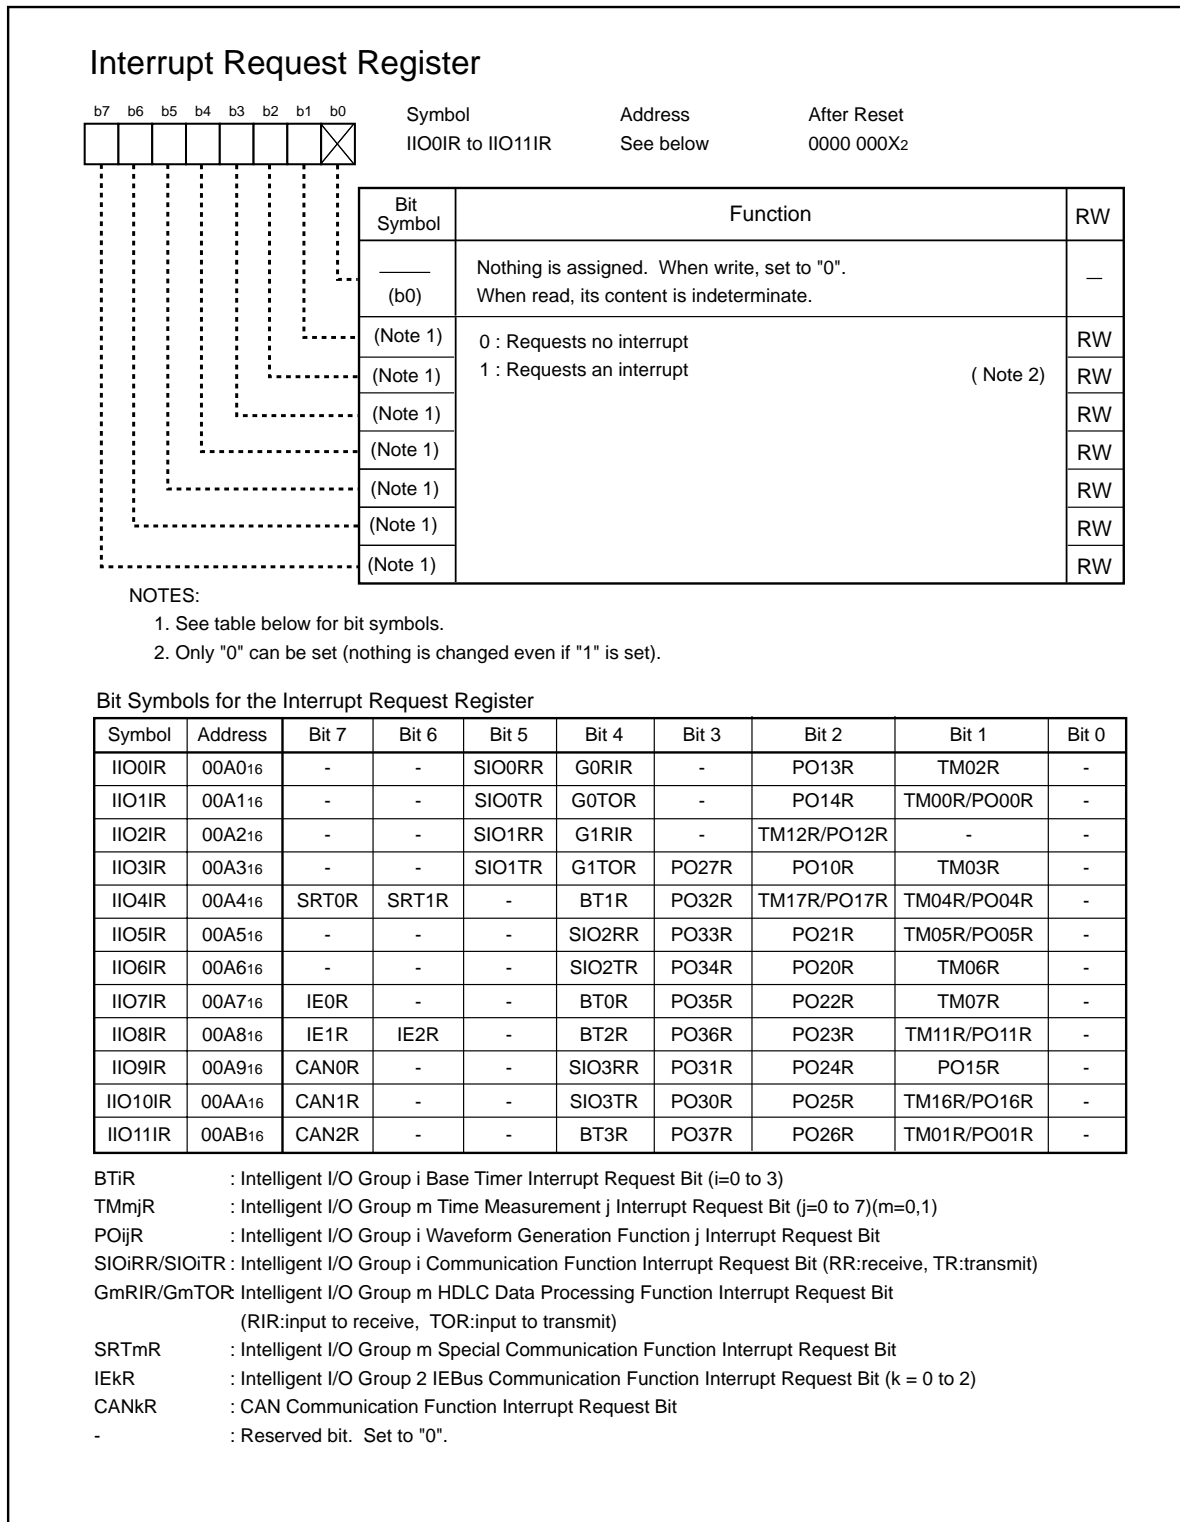 Interrupt Request Register
b7 b6 b5 b4 b3 b2 b1 b0
Symbol Address After Reset
IIO0IR to IIO11IR See below 0000 000X2
Bit Symbol Function RW
(b0) Nothing is assigned. When write, set to "0". —
When read, its content is indeterminate.
(Note 1) 0 : Requests no interrupt RW
(Note 1) 1 : Requests an interrupt ( Note 2) RW
(Note 1) RW
(Note 1) RW
(Note 1) RW
(Note 1) RW
(Note 1) RW
NOTES:
1. See table below for bit symbols.
2. Only "0" can be set (nothing is changed even if "1" is set).
Bit Symbols for the Interrupt Request Register
Symbol Address Bit 7 Bit 6 Bit 5 Bit 4 Bit 3 Bit 2 Bit 1 Bit 0
IIO0IR 00A016 - - SIO0RR G0RIR - PO13R TM02R -
IIO1IR 00A116 - - SIO0TR G0TOR - PO14R TM00R/PO00R -
IIO2IR 00A216 - - SIO1RR G1RIR - TM12R/PO12R - -
IIO3IR 00A316 - - SIO1TR G1TOR PO27R PO10R TM03R -
IIO4IR 00A416 SRT0R SRT1R - BT1R PO32R TM17R/PO17R TM04R/PO04R -
IIO5IR 00A516 - - - SIO2RR PO33R PO21R TM05R/PO05R -
IIO6IR 00A616 - - - SIO2TR PO34R PO20R TM06R -
IIO7IR 00A716 IE0R - - BT0R PO35R PO22R TM07R -
IIO8IR 00A816 IE1R IE2R - BT2R PO36R PO23R TM11R/PO11R -
IIO9IR 00A916 CAN0R - - SIO3RR PO31R PO24R PO15R -
IIO10IR 00AA16 CAN1R - - SIO3TR PO30R PO25R TM16R/PO16R -
IIO11IR 00AB16 CAN2R - - BT3R PO37R PO26R TM01R/PO01R -
BTiR : Intelligent I/O Group i Base Timer Interrupt Request Bit (i=0 to 3)
TMmjR : Intelligent I/O Group m Time Measurement j Interrupt Request Bit (j=0 to 7)(m=0,1)
POijR : Intelligent I/O Group i Waveform Generation Function j Interrupt Request Bit
SIOiRR/SIOiTR : Intelligent I/O Group i Communication Function Interrupt Request Bit (RR:receive, TR:transmit)
GmRIR/GmTOR: Intelligent I/O Group m HDLC Data Processing Function Interrupt Request Bit
(RIR:input to receive, TOR:input to transmit)
SRTmR : Intelligent I/O Group m Special Communication Function Interrupt Request Bit
IEkR : Intelligent I/O Group 2 IEBus Communication Function Interrupt Request Bit (k = 0 to 2)
CANkR : CAN Communication Function Interrupt Request Bit
- : Reserved bit. Set to "0".